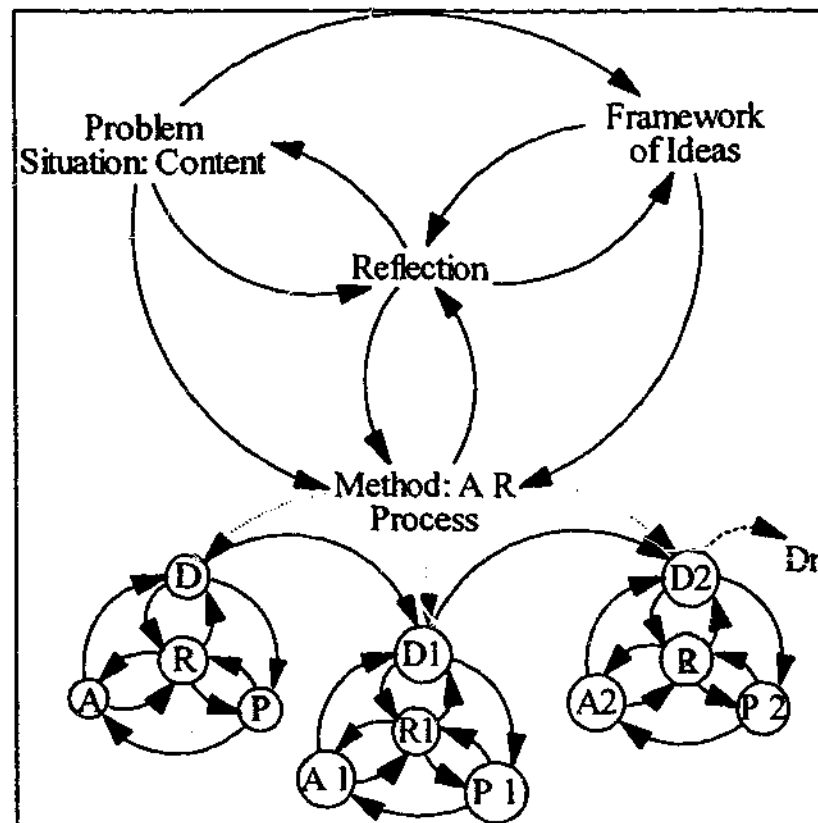 Problem
Situation: Content
Framework
of Ideas
Reflection
Method: A R
Process
D
R
A
P
D1
R1
A 1
P 1
D2
R
A2
P 2